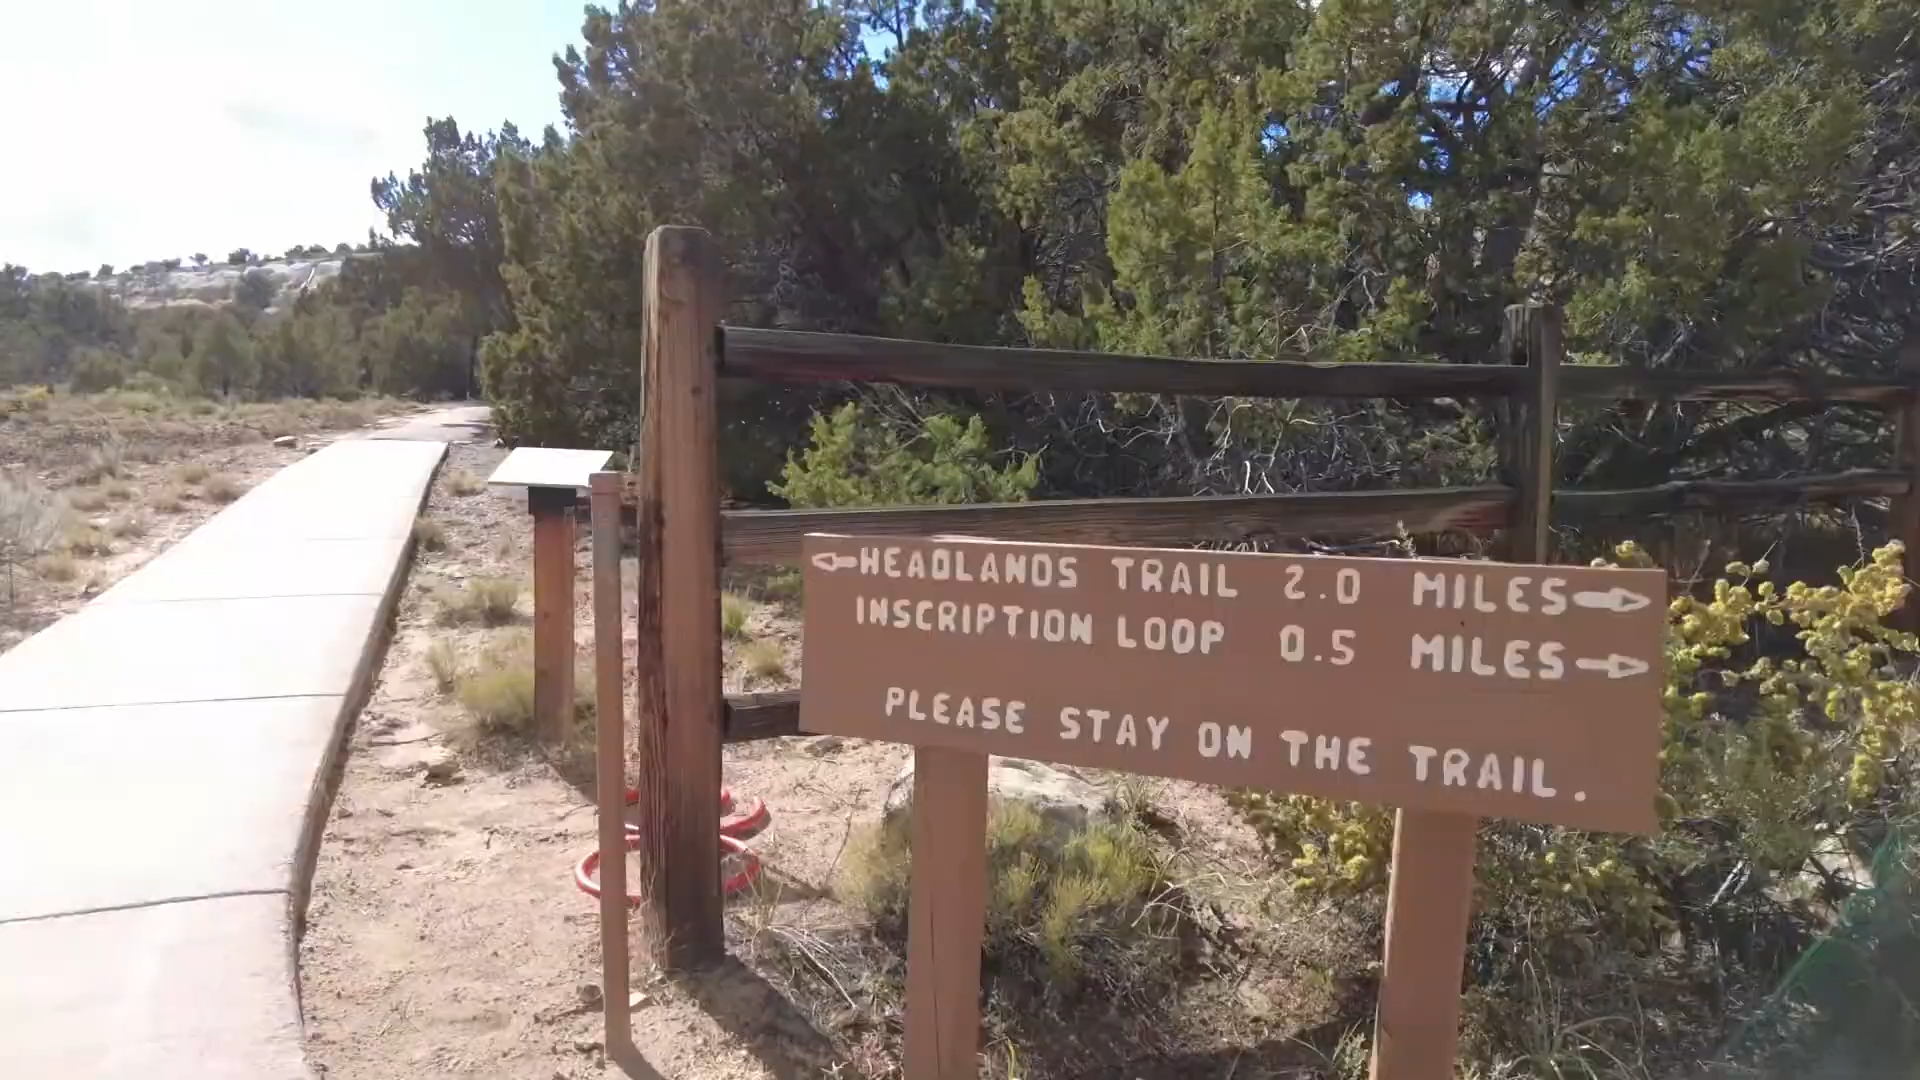 ⇦HEADLANDS TRAIL 2.0 MILES⇨
INSCRIPTION LOOP 0.5 MILES⇨
PLEASE STAY ON THE TRAIL.